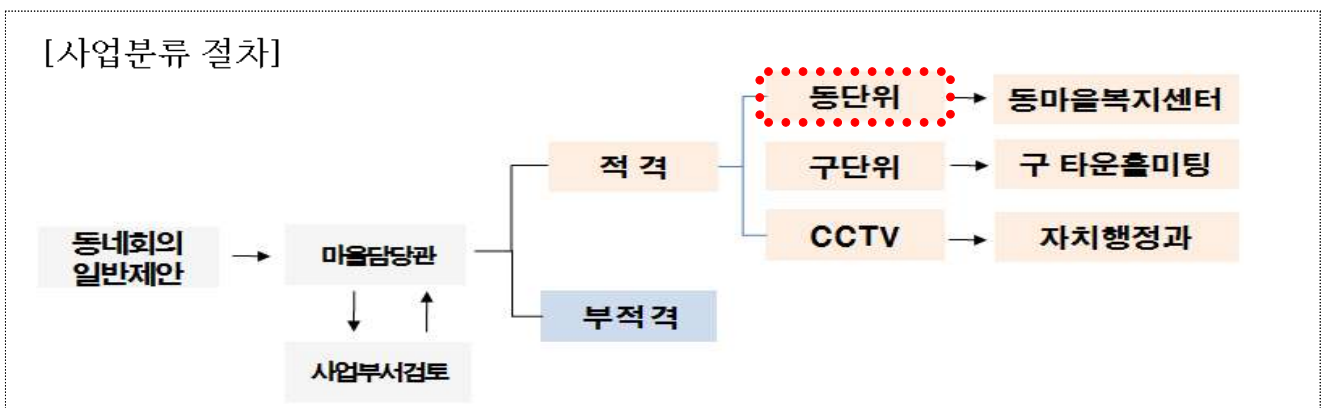 [사업분류 절차]
동단위
동마을복지센터
적 격
구단위
구 타운홀미팅
동네회의
일반제안
마을담당관
CCTV
자치행정과
부적격
사업부서검토